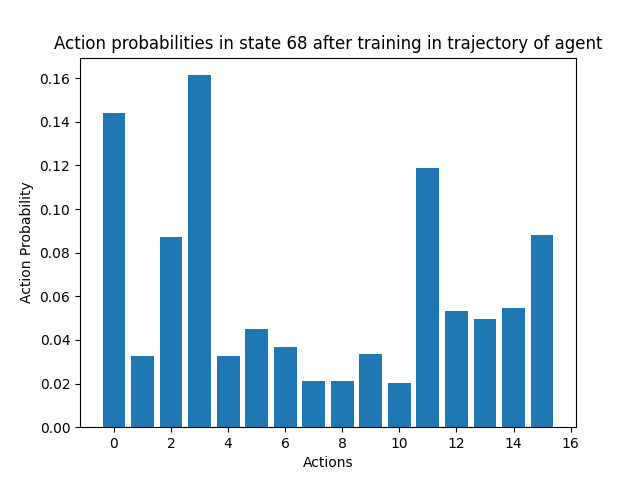 Action probabilities in state 68 after training in trajectory of agent
0.16
0.14
0.12
0.10
0.08
0.06
0.04
0.02
0.00
Action Probability
0 2 4 6 8 10 12 14 16
Actions